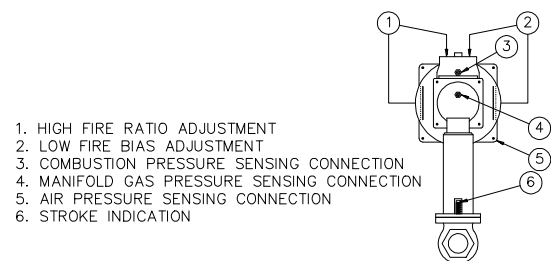 1
2
3
1. HIGH FIRE RATIO ADJUSTMENT
2. LOW FIRE BIAS ADJUSTMENT
3. COMBUSTION PRESSURE SENSING CONNECTION
4. MANIFOLD GAS PRESSURE SENSING CONNECTION
5. AIR PRESSURE SENSING CONNECTION
6. STROKE INDICATION
4
5
6